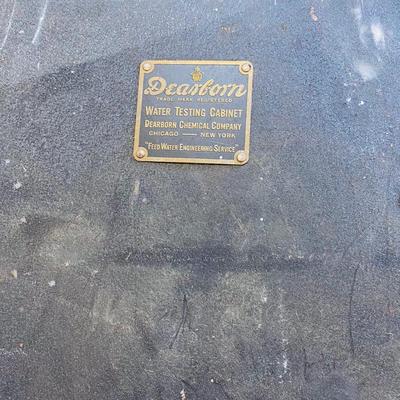 Dearborn
TRADE MARK REGISTERED
WATER TESTING CABINET
DEARBORN CHEMICAL COMPANY
CHICAGO — NEW YORK
"FEED WATER ENGINEERING SERVICE"